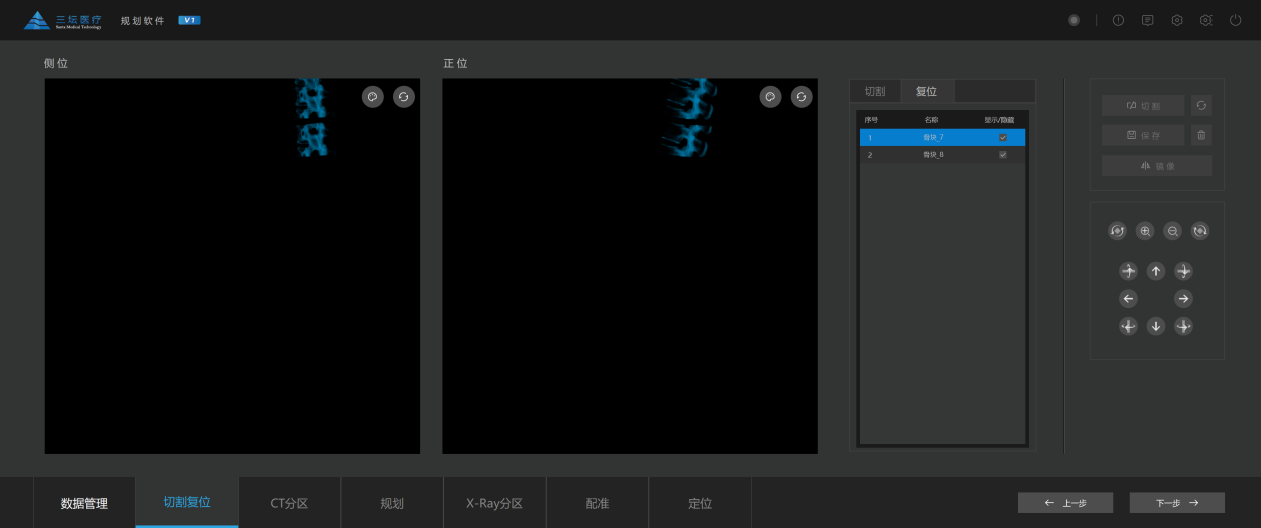 三坛医疗
Santa Medical Technology
规划软件 V1
侧位
正位
切割 复位
序号 名称 显示/隐藏
1 骨块_7
2 骨块_8
切割
保存
镜像
数据管理 切割复位 CT分区 规划 X-Ray分区 配准 定位
← 上一步 下一步 →